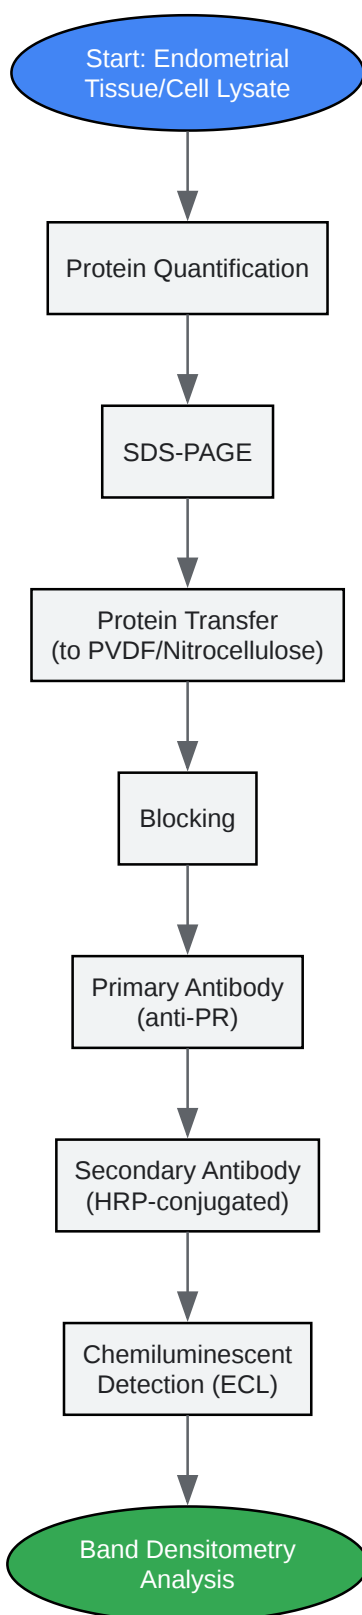 Start: Endometrial
Tissue/Cell Lysate
Protein Quantification
SDS-PAGE
Protein Transfer
(to PVDF/Nitrocellulose)
Blocking
Primary Antibody
(anti-PR)
Secondary Antibody
(HRP-conjugated)
Chemiluminescent
Detection (ECL)
Band Densitometry
Analysis